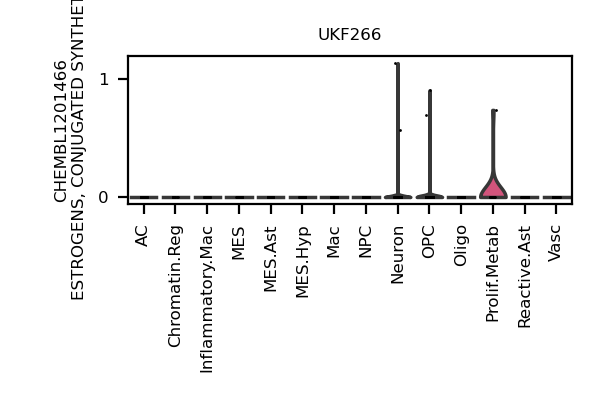 UKF266
CHEMBL1201466
ESTROGENS, CONJUGATED SYNTHET
1
0
AC
Chromatin.Reg
Inflammatory.Mac
MES
MES.Ast
MES.Hyp
Mac
NPC
Neuron
OPC
Oligo
Prolif.Metab
Reactive.Ast
Vasc